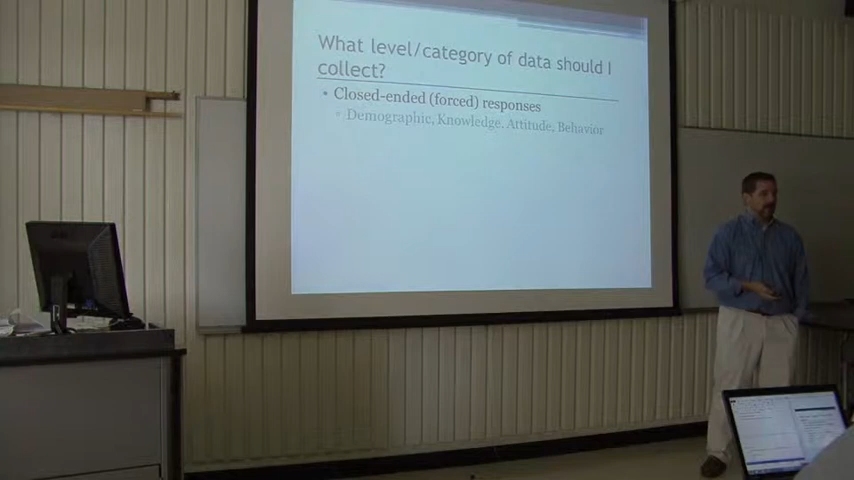 What level/category of data should I
collect?
• Closed-ended (forced) responses
▫ Demographic, Knowledge, Attitude, Behavior